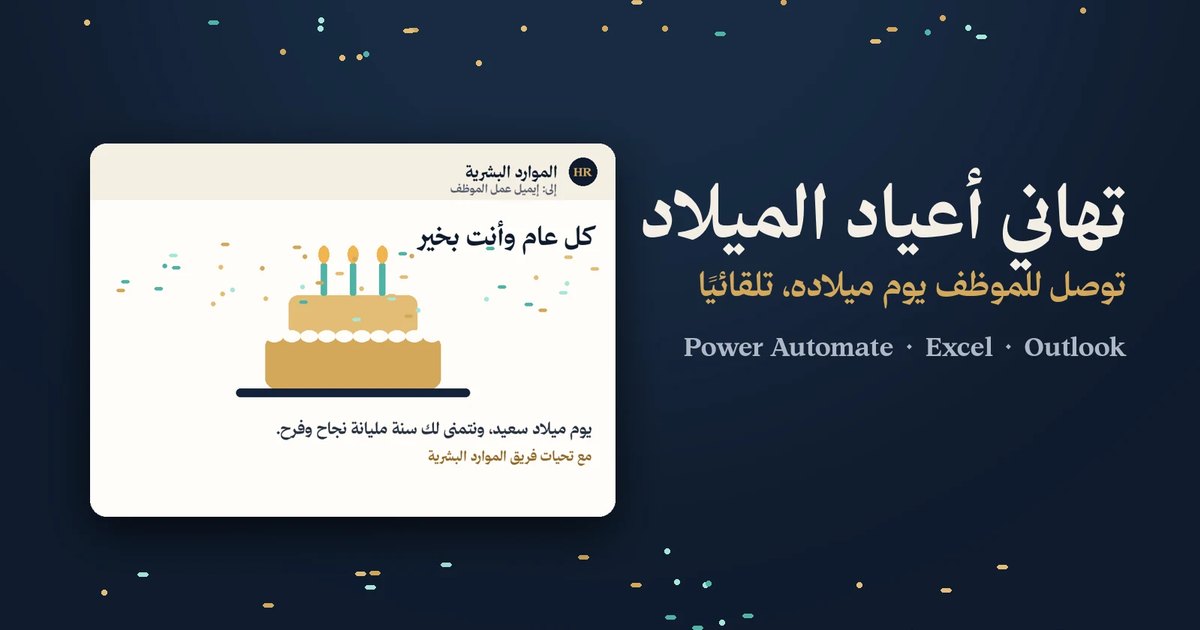 تهاني أعياد الميلاد
توصل للموظف يوم ميلاده، تلقائيًا
Power Automate · Excel · Outlook
HR
الموارد البشرية
إلى: إيميل عمل الموظف
كل عام وأنت بخير
يوم ميلاد سعيد، ونتمنى لك سنة مليانة نجاح وفرح.
مع تحيات فريق الموارد البشرية